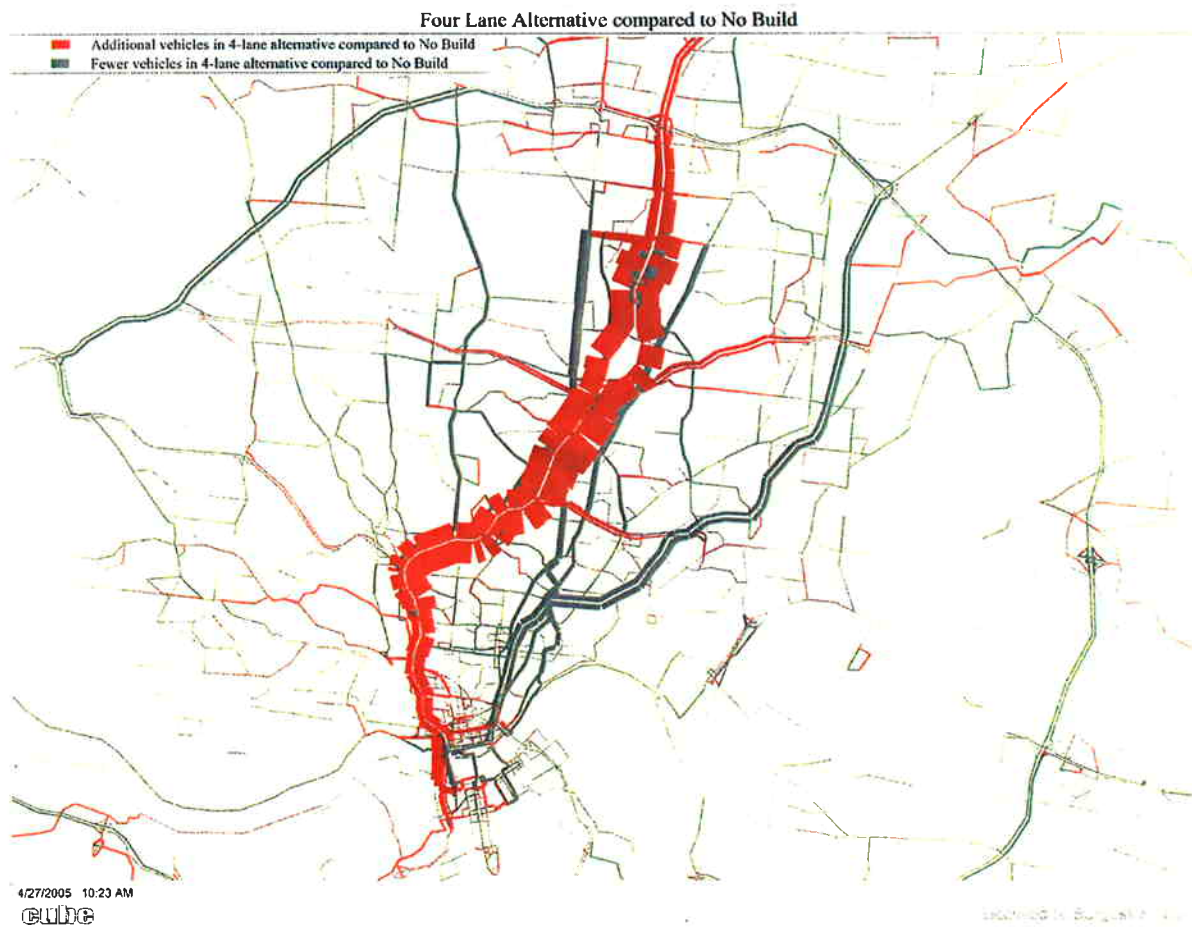 Four Lane Alternative compared to No Build
Additional vehicles in 4-lane alternative compared to No Build
Fewer vehicles in 4-lane alternative compared to No Build
4/27/2005 10:23 AM
cube